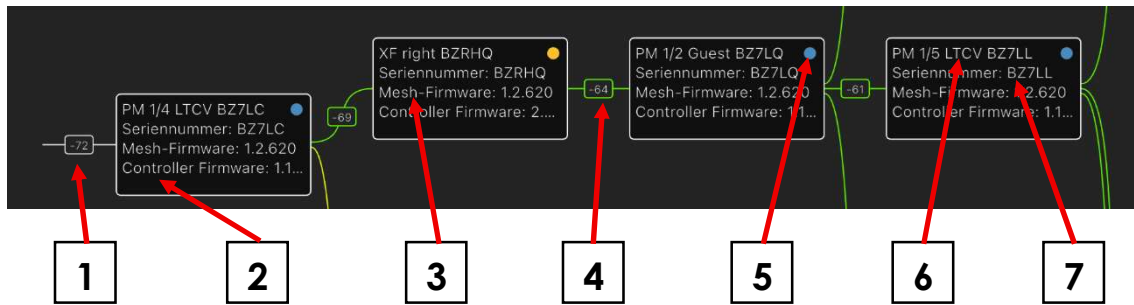 -72
PM 1/4 LTCV BZ7LC
Seriennummer: BZ7LC
Mesh-Firmware: 1.2.620
Controller Firmware: 1.1...
-69
XF right BZRHQ
Seriennummer: BZRHQ
Mesh-Firmware: 1.2.620
Controller Firmware: 2....
-64
PM 1/2 Guest BZ7LQ
Seriennummer: BZ7LQ
Mesh-Firmware: 1.2.620
Controller Firmware: 1.1...
-61
PM 1/5 LTCV BZ7LL
Seriennummer: BZ7LL
Mesh-Firmware: 1.2.620
Controller Firmware: 1.1...
1
2
3
4
5
6
7